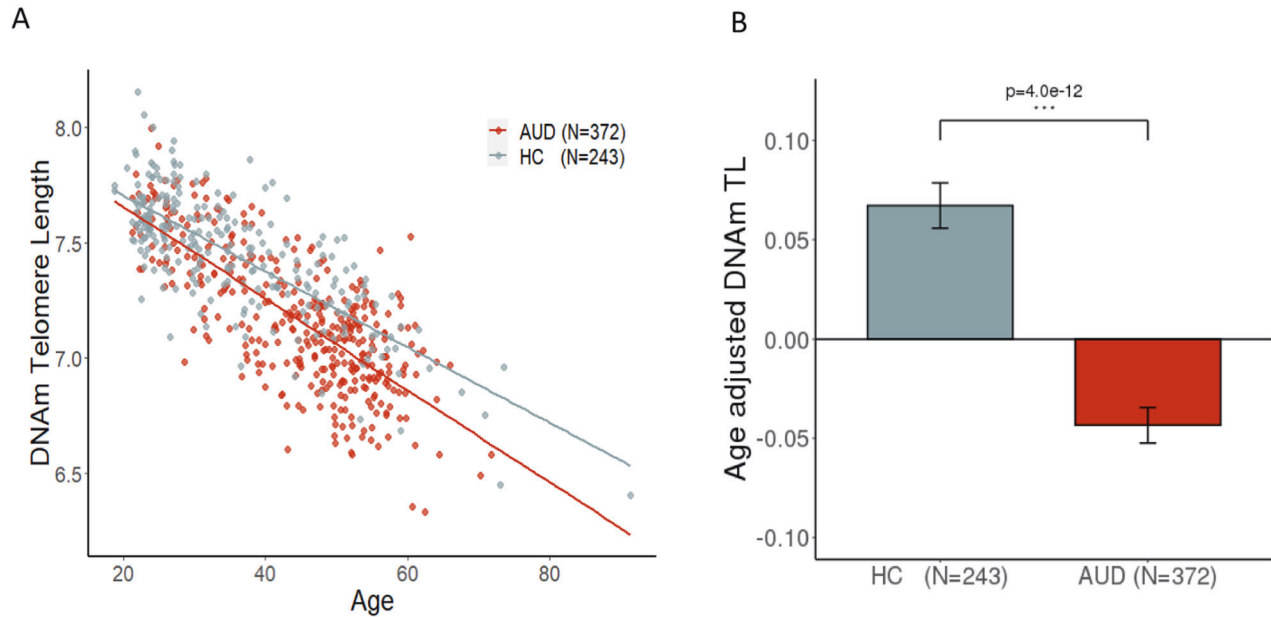 A
DNAm Telomere Length
8.0
7.5
7.0
6.5
AUD (N=372)
HC (N=243)
20
40
60
80
Age
B
Age adjusted DNAm TL
0.10
0.05
0.00
-0.05
-0.10
p=4.0e-12
***
HC (N=243)
AUD (N=372)